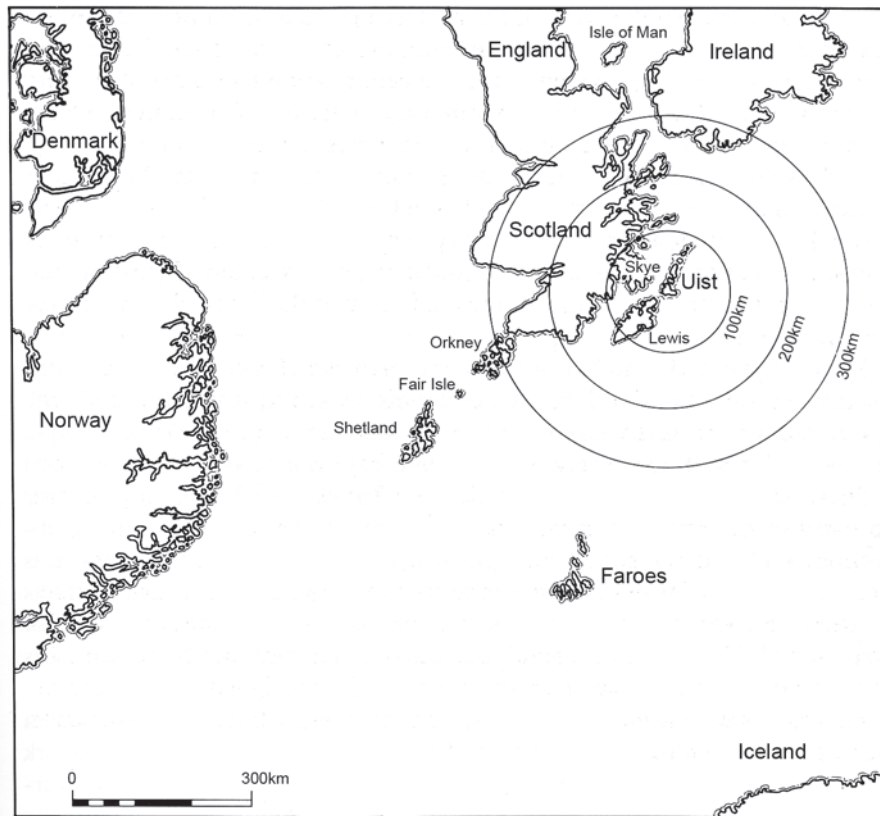 Isle of Man
England
Ireland
Denmark
Scotland
Skye
Uist
Lewis
100km
200km
300km
Orkney
Fair Isle
Norway
Shetland
Faroes
Iceland
0 300km